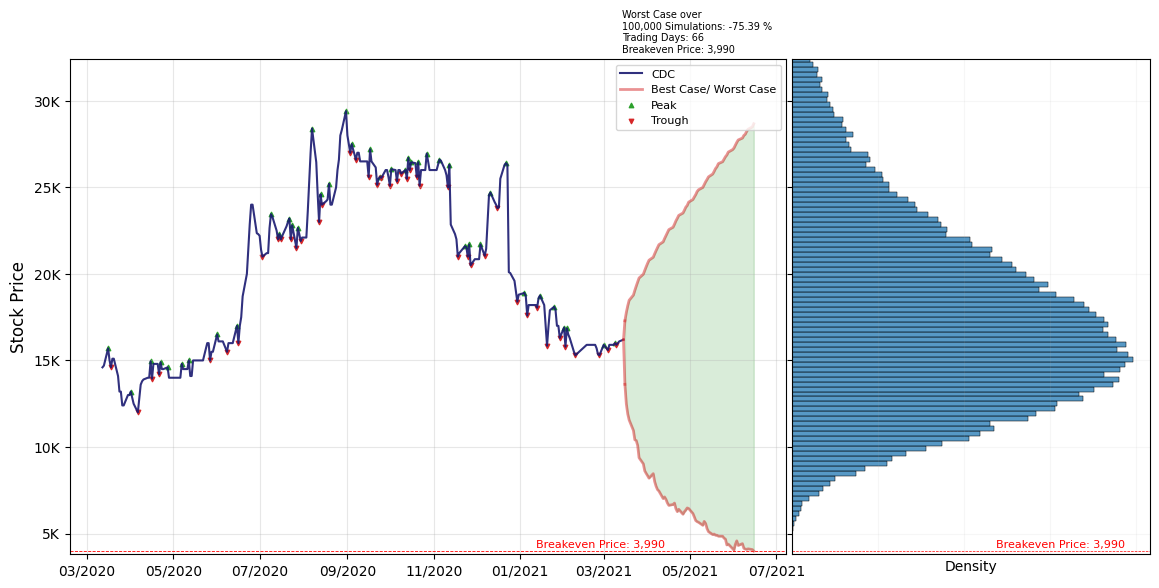 Worst Case over
100,000 Simulations: -75.39 %
Trading Days: 66
Breakeven Price: 3,990
CDC
Best Case/ Worst Case
Peak
Trough
Stock Price
30K
25K
20K
15K
10K
5K
Breakeven Price: 3,990
Breakeven Price: 3,990
03/2020 05/2020 07/2020 09/2020 11/2020 01/2021 03/2021 05/2021 07/2021
Density